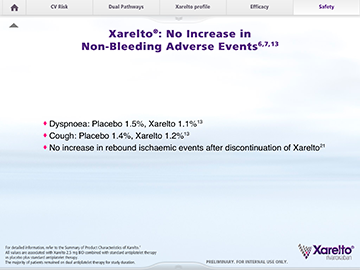 CV Risk Dual Pathways Xarelto profile Efficacy Safety
Xarelto®: No Increase in
Non-Bleeding Adverse Events6,7,13
♦ Dyspnoea: Placebo 1.5%, Xarelto 1.1%13
♦ Cough: Placebo 1.4%, Xarelto 1.2%13
♦ No increase in rebound ischaemic events after discontinuation of Xarelto21
For detailed information, refer to the Summary of Product Characteristics of Xarelto.1
All values are associated with Xarelto 2.5 mg BID combined with standard antiplatelet therapy
vs placebo plus standard antiplatelet therapy.
The majority of patients remained on dual antiplatelet therapy for study duration.
PRELIMINARY. FOR INTERNAL USE ONLY.
Xarelto®
rivaroxaban